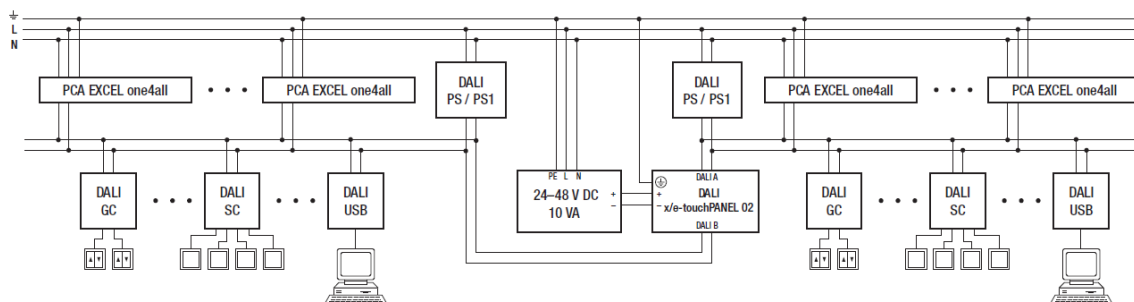 L
N
PCA EXCEL one4all
PCA EXCEL one4all
DALI
PS / PS1
DALI
PS / PS1
PCA EXCEL one4all
PCA EXCEL one4all
DALI
GC
DALI
SC
DALI
USB
PE L N
24–48 V DC
10 VA
+
–
DALI A
DALI
+
–
x/e-touchPANEL 02
DALI B
DALI
GC
DALI
SC
DALI
USB